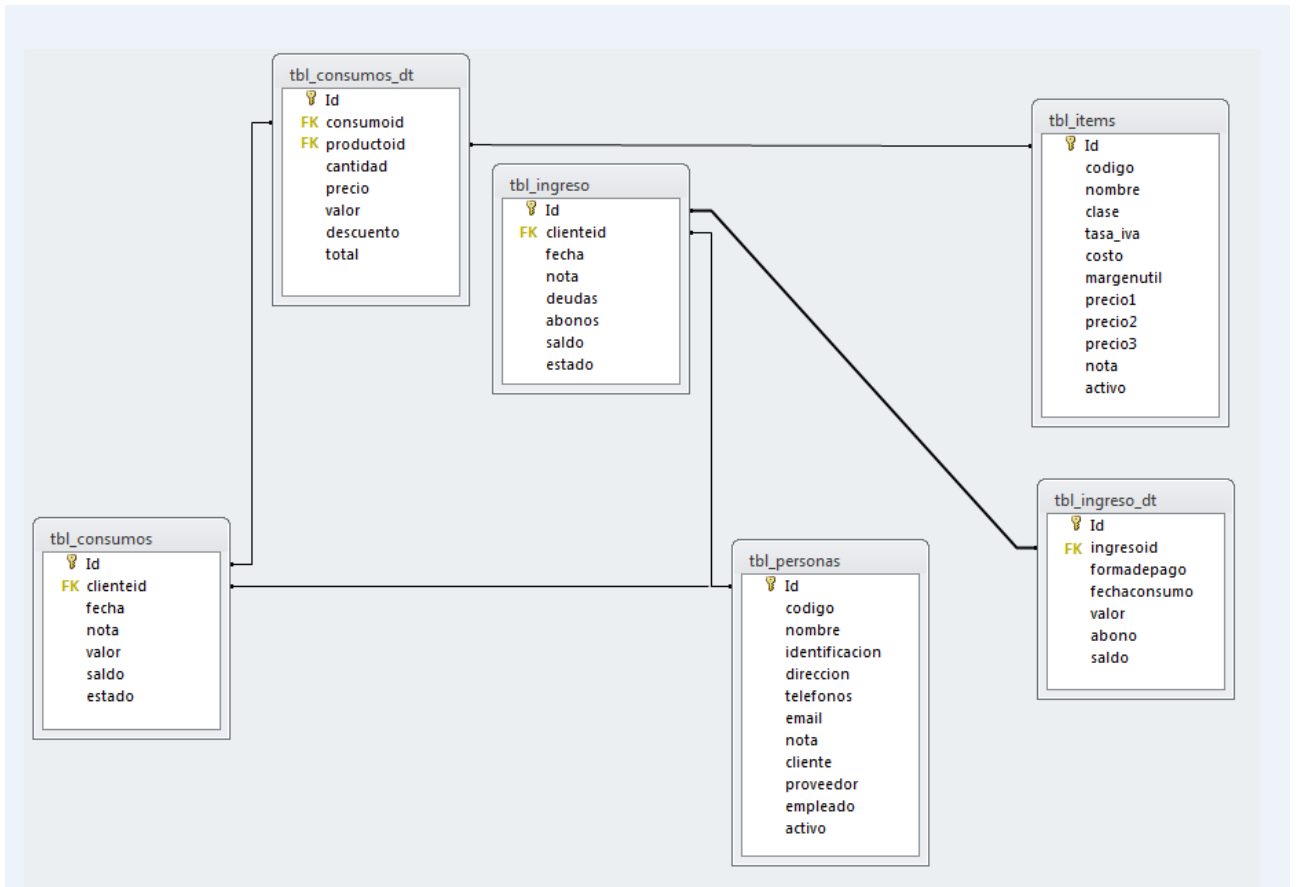 tbl_consumos_dt
Id
FK consumoid
FK productoid
cantidad
precio
valor
descuento
total
tbl_ingreso
Id
FK clienteid
fecha
nota
deudas
abonos
saldo
estado
tbl_items
Id
codigo
nombre
clase
tasa_iva
costo
margenutil
precio1
precio2
precio3
nota
activo
tbl_consumos
Id
FK clienteid
fecha
nota
valor
saldo
estado
tbl_personas
Id
codigo
nombre
identificacion
direccion
telefonos
email
nota
cliente
proveedor
empleado
activo
tbl_ingreso_dt
Id
FK ingresoid
formadepago
fechaconsumo
valor
abono
saldo